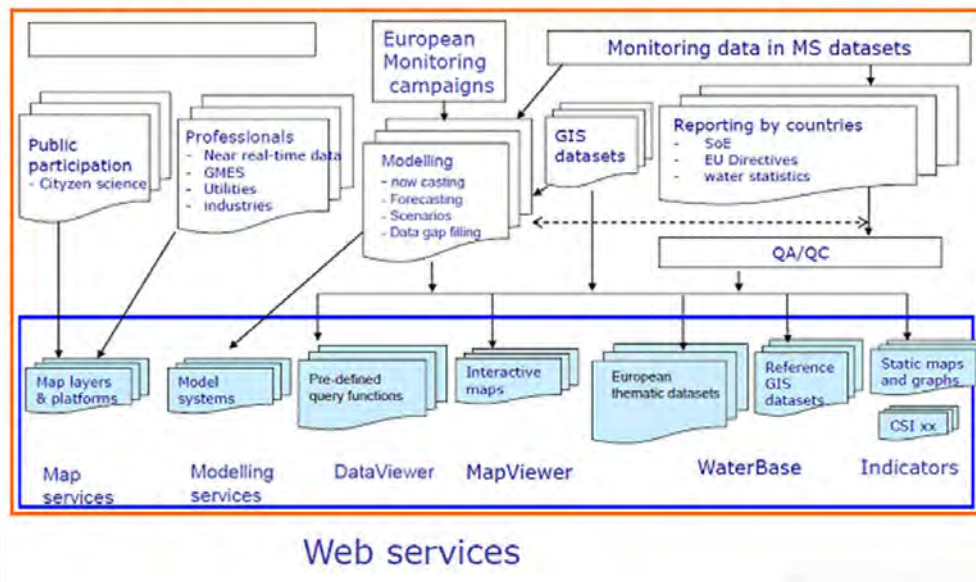 European
Monitoring
campaigns
Monitoring data in MS datasets
Public
participation
- Cityzen science
Professionals
- Near real-time data
- GMES
- Utilities
- industries
Modelling
- now casting
- Forecasting
- Scenarios
- Data gap filling
GIS
datasets
Reporting by countries
- SoE
- EU Directives
- water statistics
QA/QC
Map layers
& platforms
Model
systems
Pre-defined
query functions
Interactive
maps
European
thematic datasets
Reference
GIS
datasets
Static maps
and graphs
CSI xx
Map
services
Modelling
services
DataViewer
MapViewer
WaterBase
Indicators
Web services